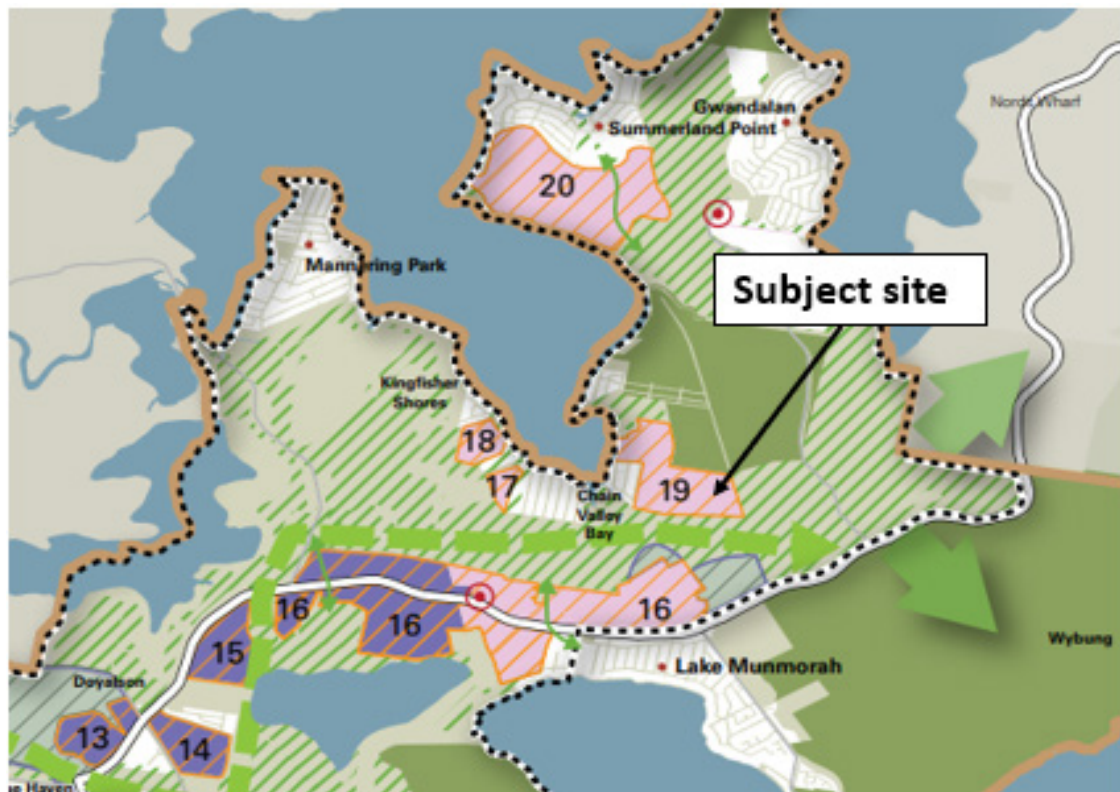 Nords Wharf
Gwandalan
Summerland Point
20
Mannering Park
Subject site
Kingfisher
Shores
18
17
19
Chain
Valley
Bay
16
16
16
15
Lake Munmorah
Wybung
Doyalson
13
14
Haven